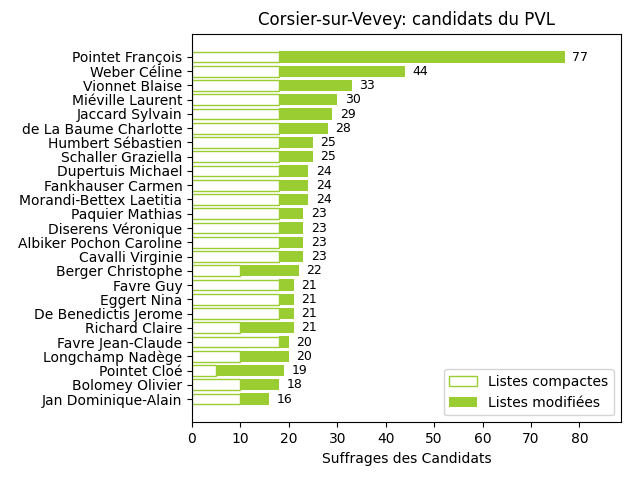 Corsier-sur-Vevey: candidats du PVL
Pointet François 77
Weber Céline 44
Vionnet Blaise 33
Miéville Laurent 30
Jaccard Sylvain 29
de La Baume Charlotte 28
Humbert Sébastien 25
Schaller Graziella 25
Dupertuis Michael 24
Fankhauser Carmen 24
Morandi-Bettex Laetitia 24
Paquier Mathias 23
Diserens Véronique 23
Albiker Pochon Caroline 23
Cavalli Virginie 23
Berger Christophe 22
Favre Guy 21
Eggert Nina 21
De Benedictis Jerome 21
Richard Claire 21
Favre Jean-Claude 20
Longchamp Nadège 20
Pointet Cloé 19
Bolomey Olivier 18
Jan Dominique-Alain 16
Listes compactes
Listes modifiées
0 10 20 30 40 50 60 70 80
Suffrages des Candidats